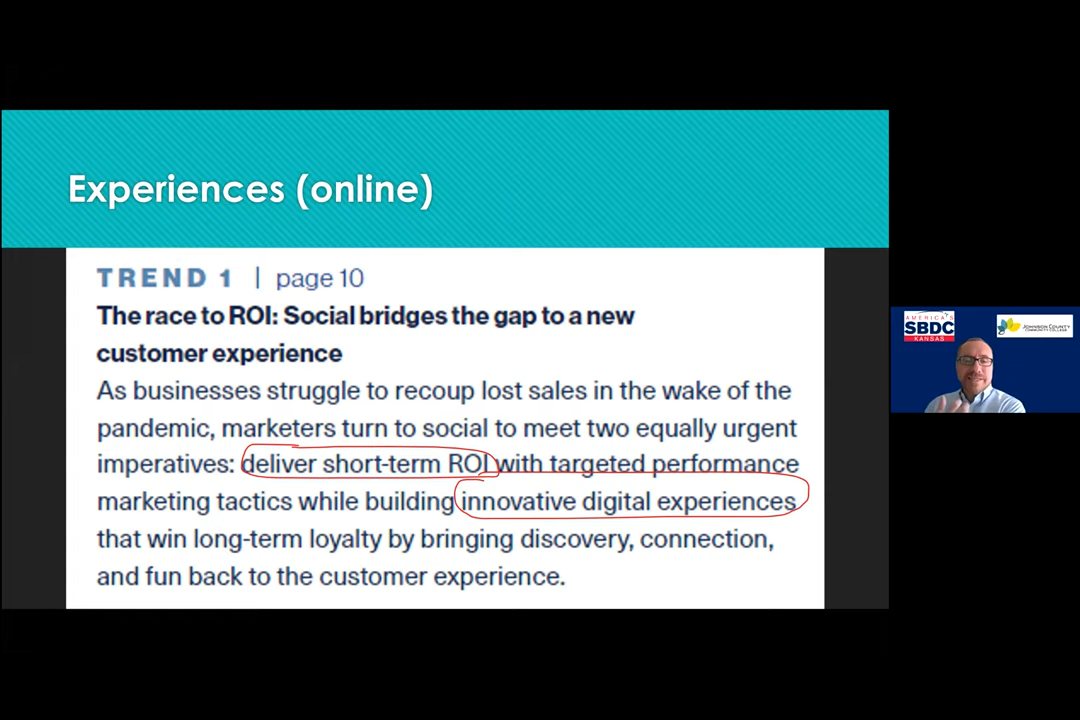 Experiences (online)
TREND 1 | page 10
The race to ROI: Social bridges the gap to a new
customer experience
As businesses struggle to recoup lost sales in the wake of the
pandemic, marketers turn to social to meet two equally urgent
imperatives: deliver short-term ROI with targeted performance
marketing tactics while building innovative digital experiences
that win long-term loyalty by bringing discovery, connection,
and fun back to the customer experience.
AMERICA'S
SBDC
KANSAS
JOHNSON COUNTY
COMMUNITY COLLEGE